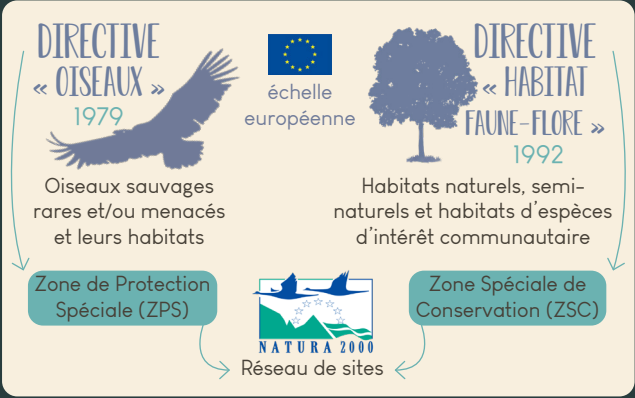 DIRECTIVE
« OISEAUX »
1979
échelle
européenne
DIRECTIVE
« HABITAT
FAUNE-FLORE »
1992
Oiseaux sauvages
rares et/ou menacés
et leurs habitats
Habitats naturels, semi-
naturels et habitats d'espèces
d'intérêt communautaire
Zone de Protection
Spéciale (ZPS)
Zone Spéciale de
Conservation (ZSC)
NATURA 2000
Réseau de sites